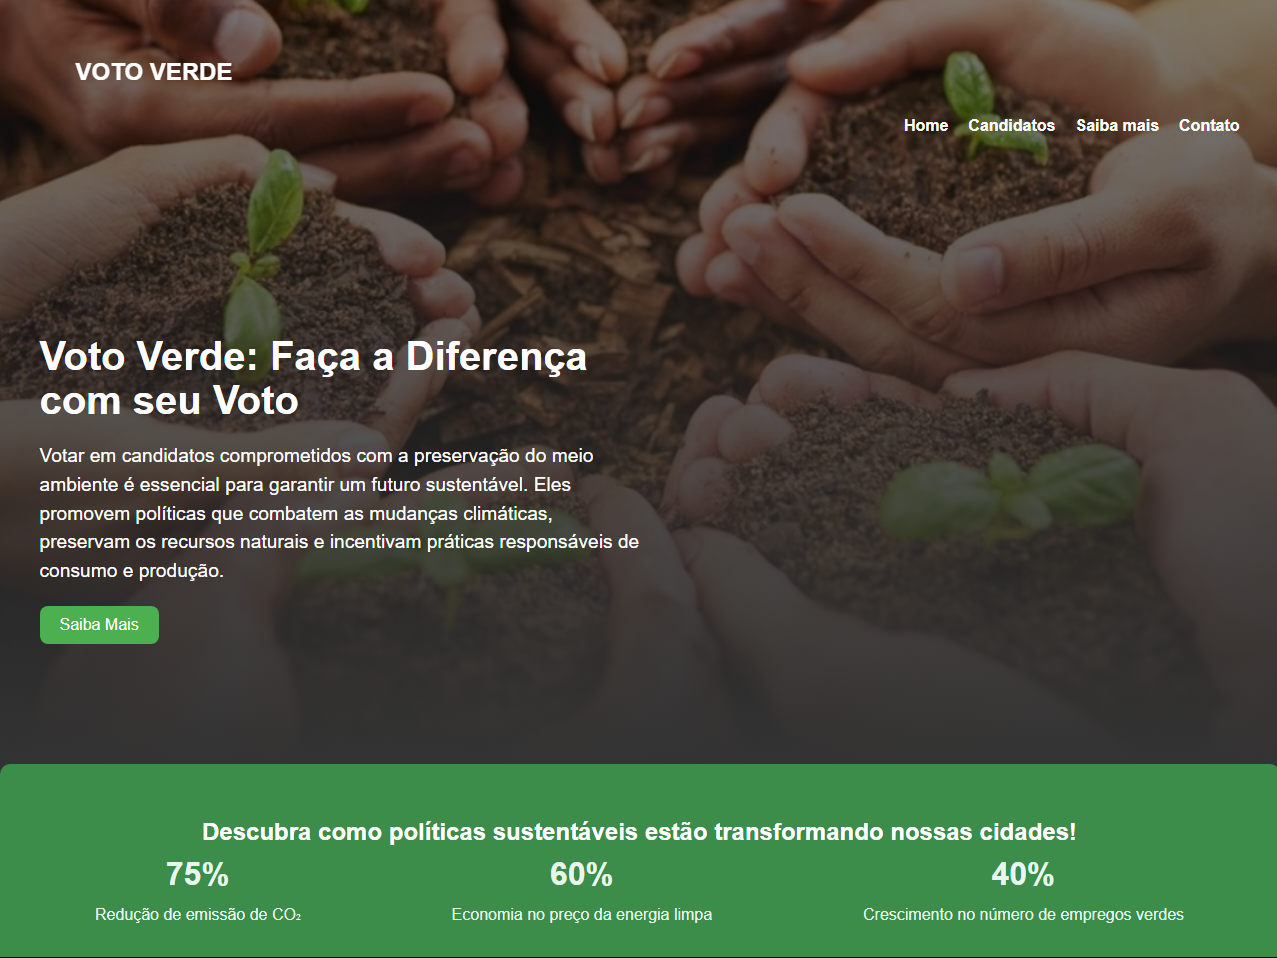 VOTO VERDE
Home Candidatos Saiba mais Contato
Voto Verde: Faça a Diferença
com seu Voto
Votar em candidatos comprometidos com a preservação do meio
ambiente é essencial para garantir um futuro sustentável. Eles
promovem políticas que combatem as mudanças climáticas,
preservam os recursos naturais e incentivam práticas responsáveis de
consumo e produção.
Saiba Mais
Descubra como políticas sustentáveis estão transformando nossas cidades!
75% 60% 40%
Redução de emissão de CO₂ Economia no preço da energia limpa Crescimento no número de empregos verdes